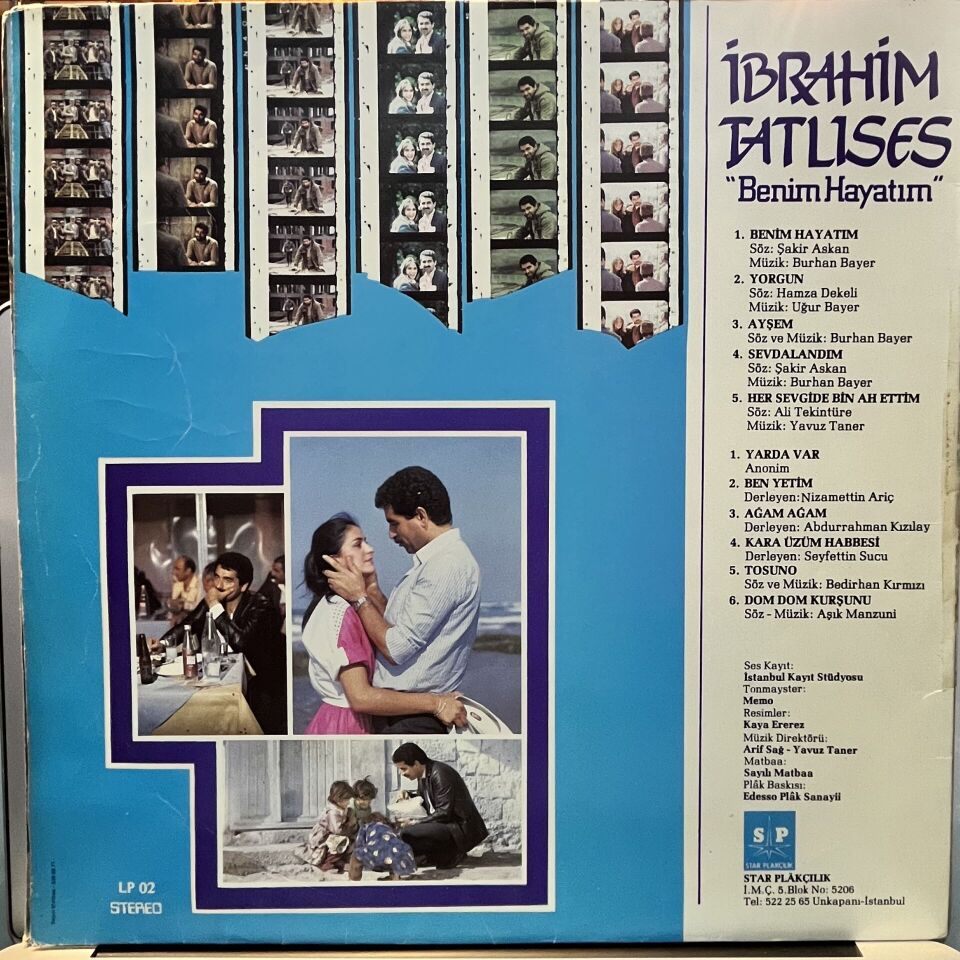 İBRAHİM
TATLISES
"Benim Hayatım"
1. BENİM HAYATIM
Söz: Şakir Askan
Müzik: Burhan Bayer
2. YORGUN
Söz: Hamza Dekeli
Müzik: Uğur Bayer
3. AYŞEM
Söz ve Müzik: Burhan Bayer
4. SEVDALANDIM
Söz: Şakir Askan
Müzik: Burhan Bayer
5. HER SEVGİDE BİN AH ETTİM
Söz: Ali Tekintüre
Müzik: Yavuz Taner
1. YARDA VAR
Anonim
2. BEN YETİM
Derleyen: Nizamettin Ariç
3. AĞAM AĞAM
Derleyen: Abdurrahman Kızılay
4. KARA ÜZÜM HABBESİ
Derleyen: Seyfettin Sucu
5. TOSUNO
Söz ve Müzik: Bedirhan Kırmızı
6. DOM DOM KURŞUNU
Söz - Müzik: Aşık Manzuni
Ses Kayıt:
İstanbul Kayıt Stüdyosu
Tonmayster:
Memo
Resimler:
Kaya Ererez
Müzik Direktörü:
Arif Sağ - Yavuz Taner
Matbaa:
Sayılı Matbaa
Plâk Baskısı:
Edesso Plâk Sanayii
S P
STAR PLAKÇILIK
STAR PLÂKÇILIK
İ.M.Ç. 5. Blok No: 5206
Tel: 522 25 65 Unkapanı-İstanbul
LP 02
STEREO